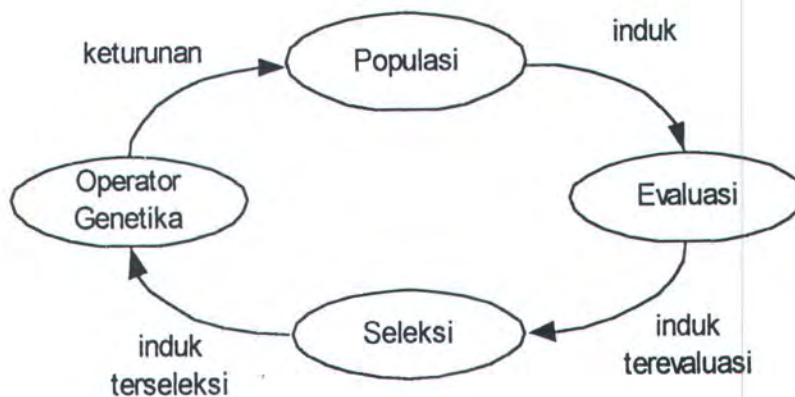 keturunan
Populasi
induk
Operator
Genetika
Evaluasi
Seleksi
induk
terseleksi
induk
terevaluasi